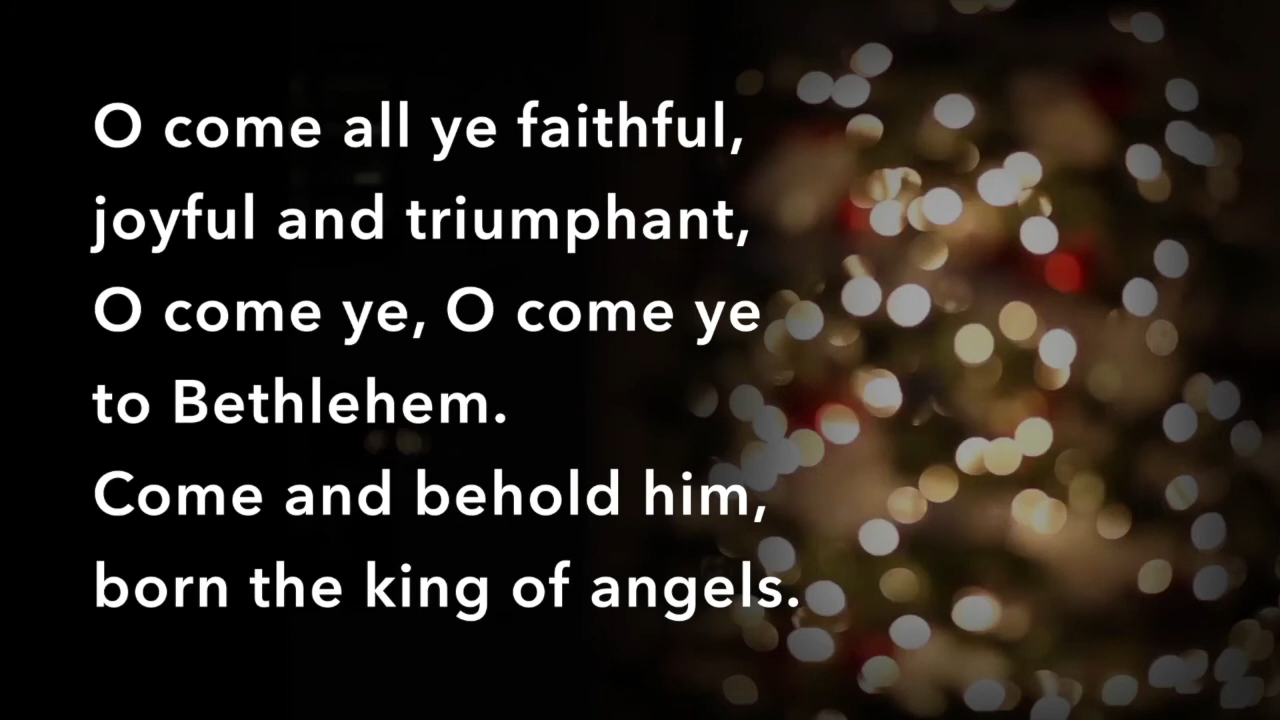 O come all ye faithful,
joyful and triumphant,
O come ye, O come ye
to Bethlehem.
Come and behold him,
born the king of angels.